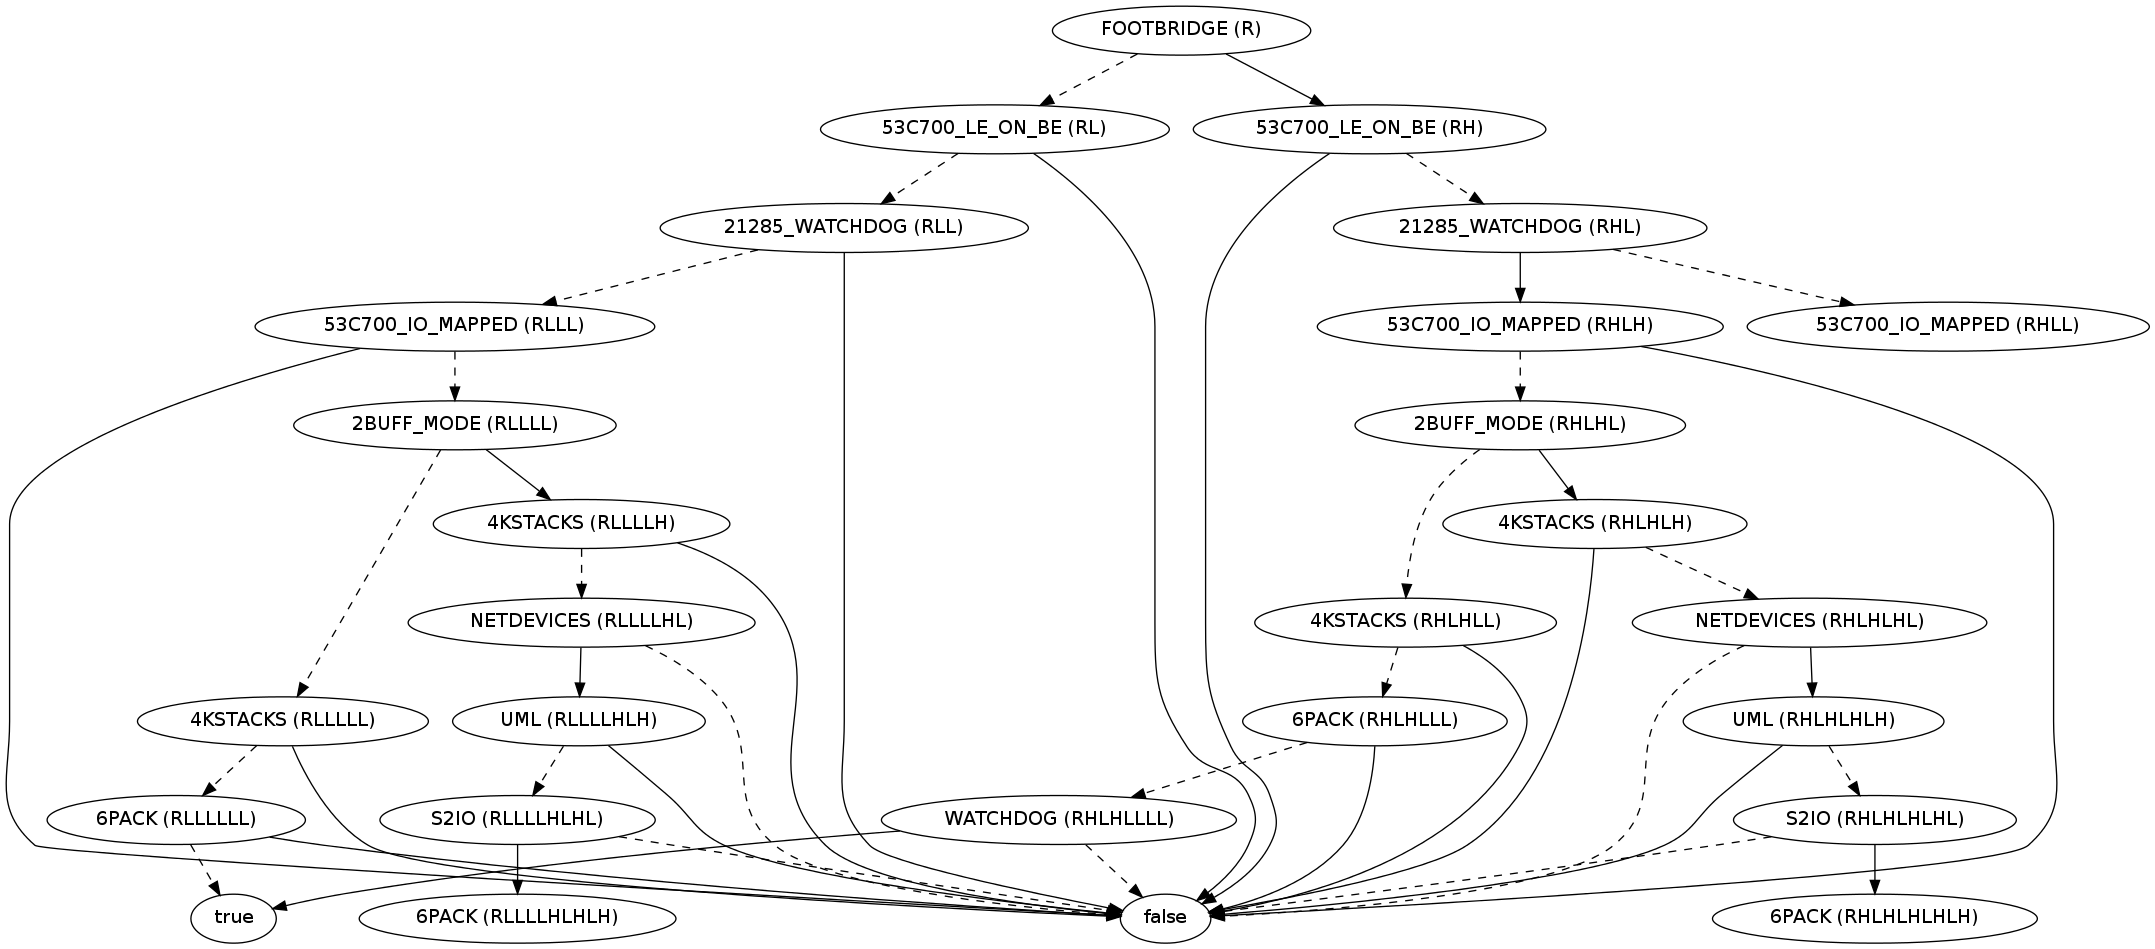 FOOTBRIDGE (R)
53C700_LE_ON_BE (RL)
53C700_LE_ON_BE (RH)
21285_WATCHDOG (RLL)
21285_WATCHDOG (RHL)
53C700_IO_MAPPED (RLLL)
53C700_IO_MAPPED (RHLH)
53C700_IO_MAPPED (RHLL)
2BUFF_MODE (RLLLL)
2BUFF_MODE (RHLHL)
4KSTACKS (RLLLLH)
4KSTACKS (RHLHLH)
NETDEVICES (RLLLLHL)
4KSTACKS (RHLHLL)
NETDEVICES (RHLHLHL)
4KSTACKS (RLLLLL)
UML (RLLLLHLH)
6PACK (RHLHLLL)
UML (RHLHLHLH)
6PACK (RLLLLLL)
S2IO (RLLLLHLHL)
WATCHDOG (RHLHLLLL)
S2IO (RHLHLHLHL)
true
6PACK (RLLLLHLHLH)
false
6PACK (RHLHLHLHLH)